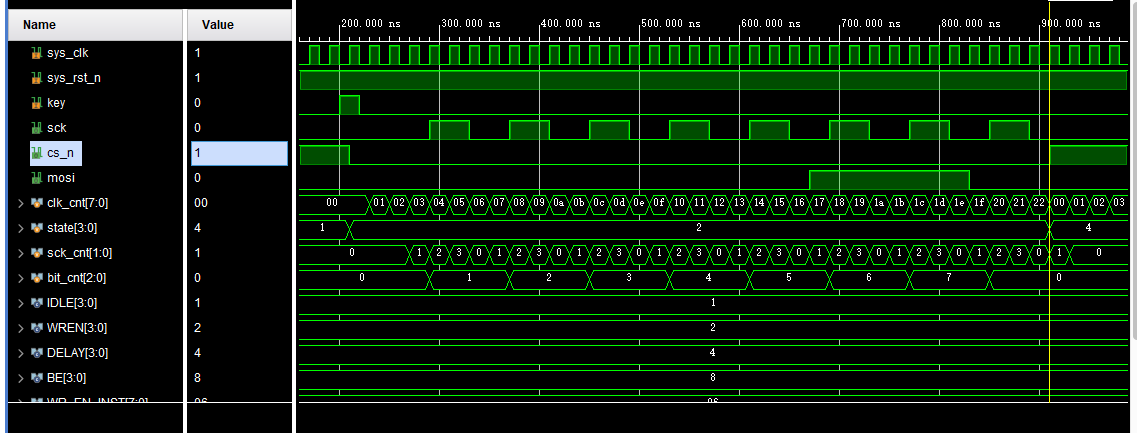 Name Value
200.000 ns 300.000 ns 400.000 ns 500.000 ns 600.000 ns 700.000 ns 800.000 ns 900.000 ns
sys_clk 1
sys_rst_n 1
key 0
sck 0
cs_n 1
mosi 0
clk_cnt[7:0] 00 00 01 02 03 04 05 06 07 08 09 0a 0b 0c 0d 0e 0f 10 11 12 13 14 15 16 17 18 19 1a 1b 1c 1d 1e 1f 20 21 22 00 01 02 03
state[3:0] 4 1 2 4
sck_cnt[1:0] 1 0 1 2 3 0 1 2 3 0 1 2 3 0 1 2 3 0 1 2 3 0 1 2 3 0 1 2 3 0 1 2 3 0 1 0
bit_cnt[2:0] 0 0 1 2 3 4 5 6 7 0
IDLE[3:0] 1 1
WREN[3:0] 2 2
DELAY[3:0] 4 4
BE[3:0] 8 8
WR_EN_INST[7:0] 06 06